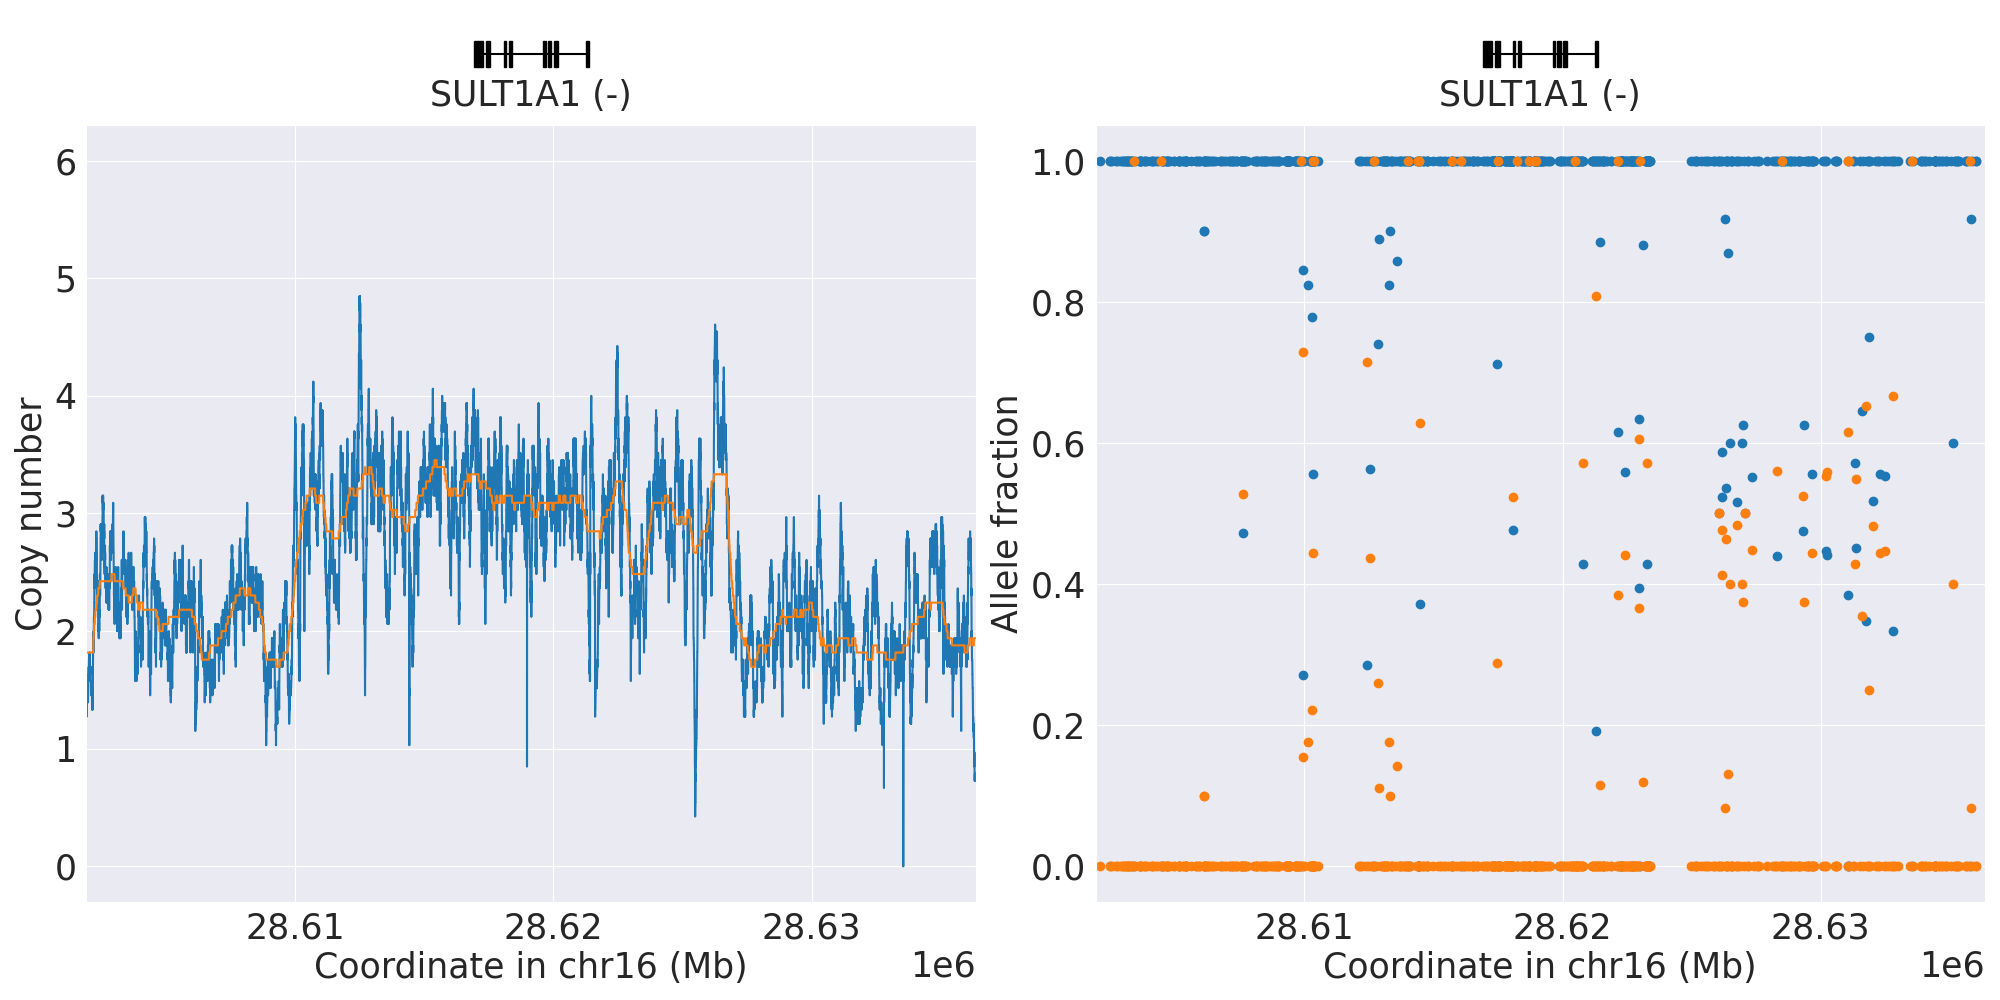 SULT1A1 (-)
6
5
4
3
2
1
0
Copy number
28.61
28.62
28.63
Coordinate in chr16 (Mb)
1e6
SULT1A1 (-)
1.0
0.8
0.6
0.4
0.2
0.0
Allele fraction
28.61
28.62
28.63
Coordinate in chr16 (Mb)
1e6